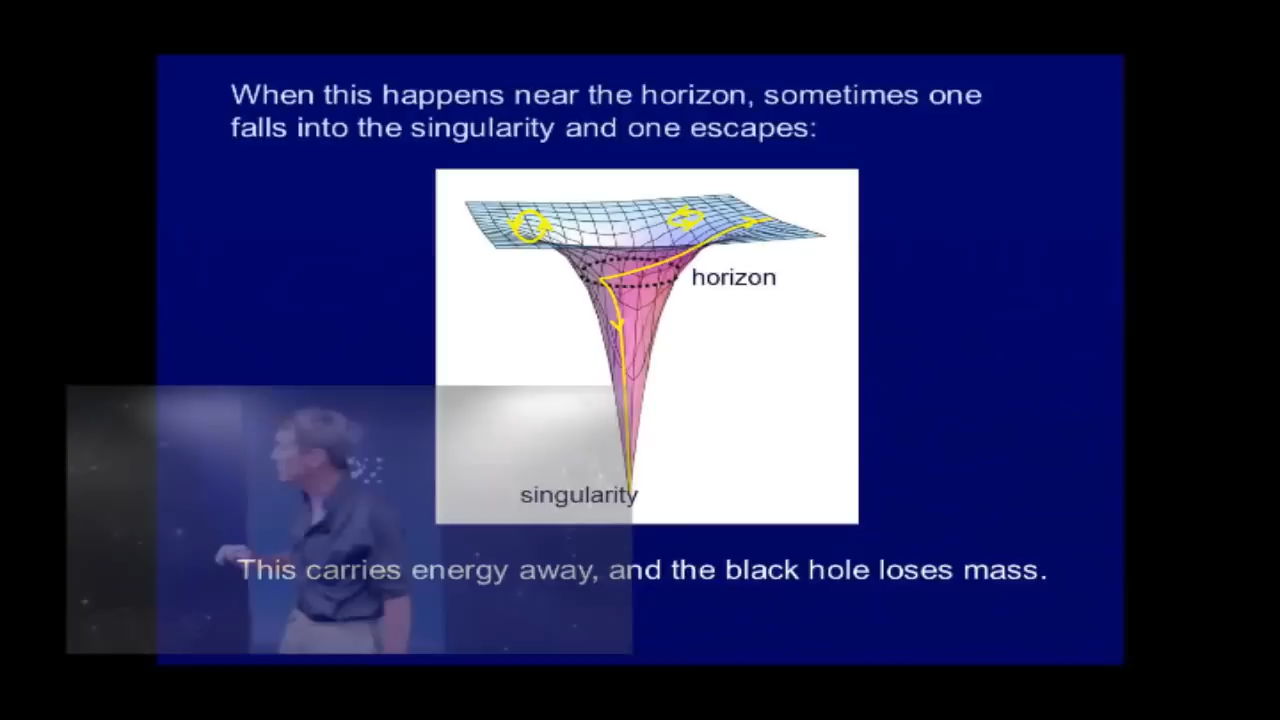 When this happens near the horizon, sometimes one
falls into the singularity and one escapes:
horizon
singularity
This carries energy away, and the black hole loses mass.